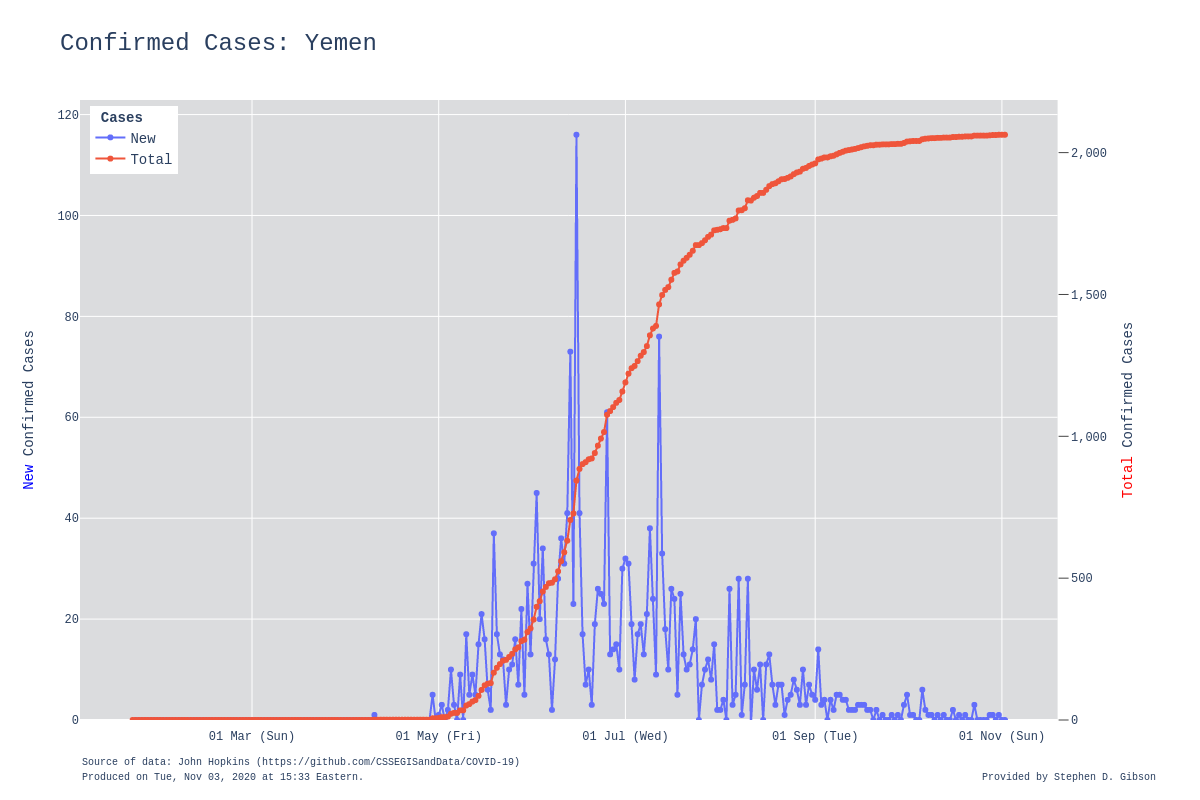 Confirmed Cases: Yemen
Cases
New
Total
120
100
80
60
40
20
0
2,000
1,500
1,000
500
0
New Confirmed Cases
Total Confirmed Cases
01 Mar (Sun)
01 May (Fri)
01 Jul (Wed)
01 Sep (Tue)
01 Nov (Sun)
Source of data: John Hopkins (https://github.com/CSSEGISandData/COVID-19)
Produced on Tue, Nov 03, 2020 at 15:33 Eastern.
Provided by Stephen D. Gibson